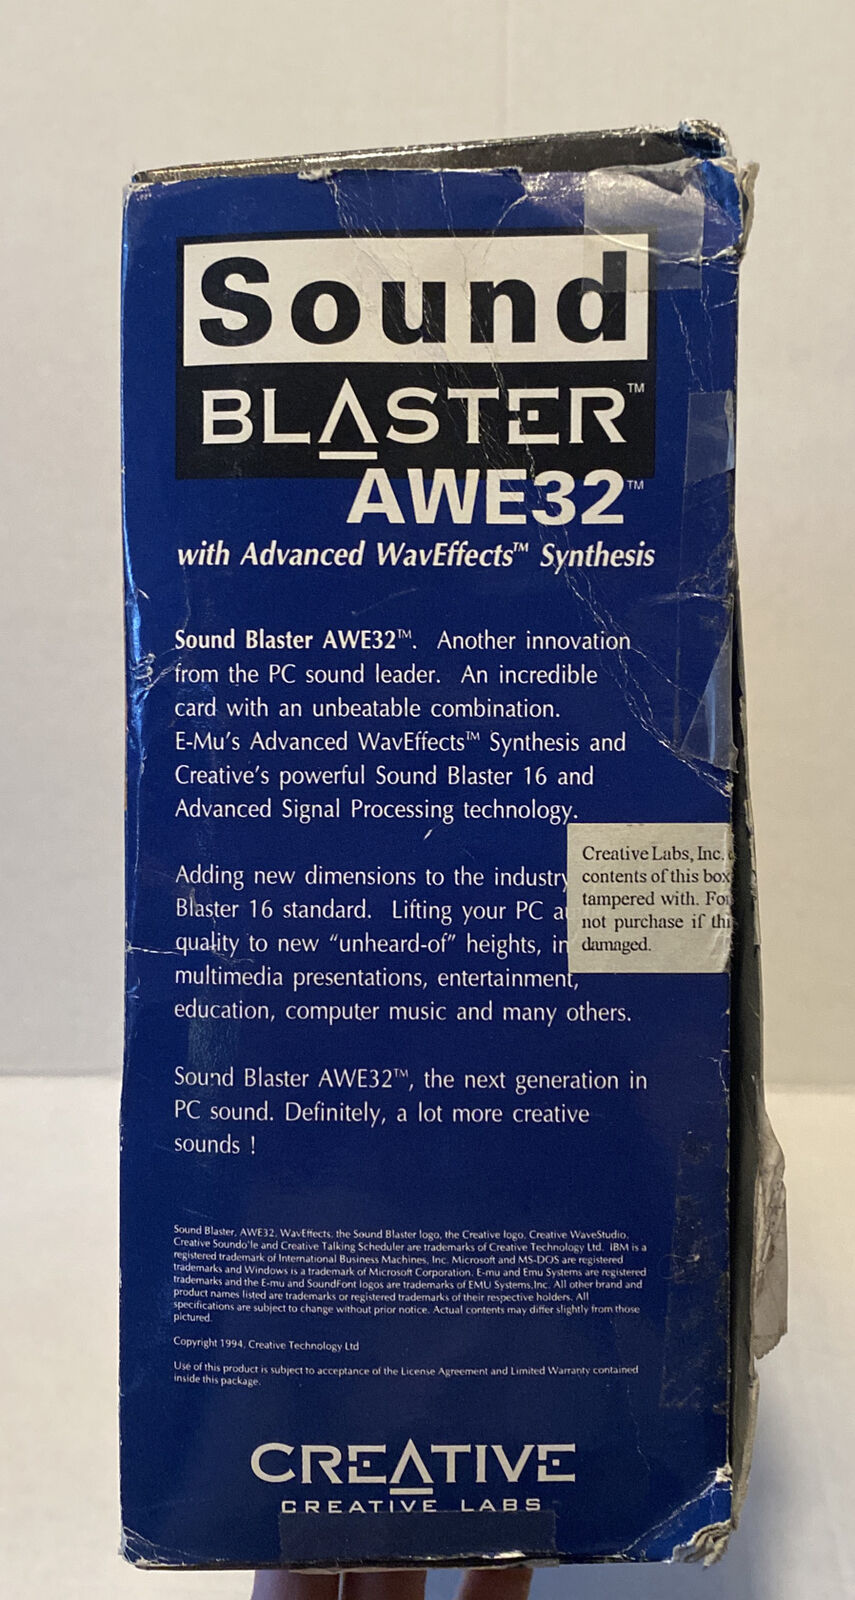 Sound
BLASTER™
AWE32™
with Advanced WavEffects™ Synthesis
Sound Blaster AWE32™. Another innovation
from the PC sound leader. An incredible
card with an unbeatable combination.
E-Mu's Advanced WavEffects™ Synthesis and
Creative's powerful Sound Blaster 16 and
Advanced Signal Processing technology.
Adding new dimensions to the industry
Blaster 16 standard. Lifting your PC
quality to new "unheard-of" heights, in
multimedia presentations, entertainment,
education, computer music and many others.
Creative Labs, Inc.
contents of this box
tampered with. For
not purchase if thi
damaged.
Sound Blaster AWE32™, the next generation in
PC sound. Definitely, a lot more creative
sounds !
Sound Blaster, AWE32, WavEffects, the Sound Blaster logo, the Creative logo, Creative WaveStudio,
Creative Soundo'le and Creative Talking Scheduler are trademarks of Creative Technology Ltd. IBM is a
registered trademark of International Business Machines, Inc. Microsoft and MS-DOS are registered
trademarks and Windows is a trademark of Microsoft Corporation. E-mu and Emu Systems are registered
trademarks and the E-mu and SoundFont logos are trademarks of EMU Systems,Inc. All other brand and
product names listed are trademarks or registered trademarks of their respective holders. All
specifications are subject to change without prior notice. Actual contents may differ slightly from those
pictured.
Copyright 1994, Creative Technology Ltd
Use of this product is subject to acceptance of the License Agreement and Limited Warranty contained
inside this package.
CREATIVE
CREATIVE LABS